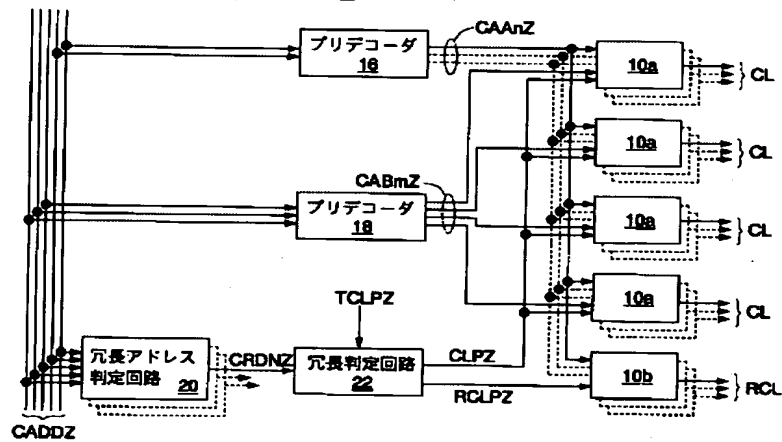 プリデコーダ
16
CAAnZ
10a
CL
10a
CL
CABmZ
プリデコーダ
18
10a
CL
10a
CL
TCLPZ
冗長アドレス
判定回路 20
CRDNZ
冗長判定回路
22
CLPZ
RCLPZ
10b
RCL
CADDZ